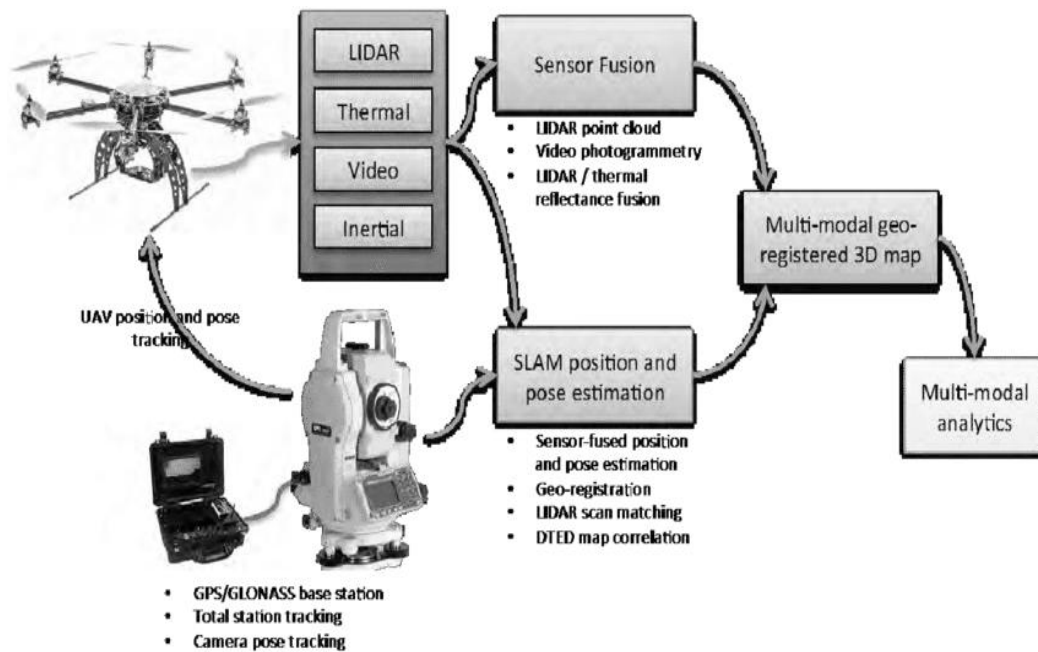 LIDAR
Thermal
Video
Inertial
Sensor Fusion
• LIDAR point cloud
• Video photogrammetry
• LIDAR / thermal
reflectance fusion
Multi-modal geo-
registered 3D map
UAV position and pose
tracking
SLAM position and
pose estimation
• Sensor-fused position
and pose estimation
• Geo-registration
• LIDAR scan matching
• DTED map correlation
Multi-modal
analytics
• GPS/GLONASS base station
• Total station tracking
• Camera pose tracking